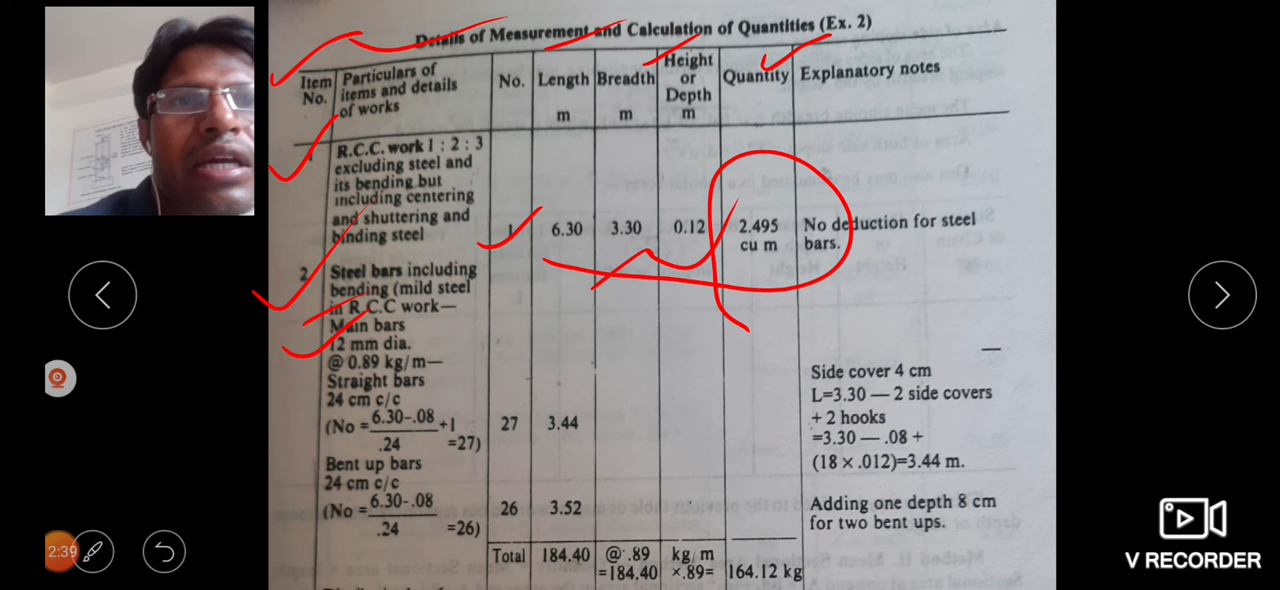 Details of Measurement and Calculation of Quantities (Ex. 2)
Item No. Particulars of items and details of works No. Length m Breadth m Height or Depth m Quantity Explanatory notes
1 R.C.C. work 1 : 2 : 3
excluding steel and
its bending but
including centering
and shuttering and
binding steel 1 6.30 3.30 0.12 2.495 cu m No deduction for steel bars.
2 Steel bars including
bending (mild steel
in R.C.C work—
Main bars
12 mm dia.
@ 0.89 kg/m—
Straight bars
24 cm c/c
(No = 6.30-.08 / .24 +1 =27) 27 3.44
Side cover 4 cm
L=3.30 — 2 side covers
+ 2 hooks
=3.30 — .08 +
(18 × .012)=3.44 m.
Bent up bars
24 cm c/c
(No = 6.30-.08 / .24 =26) 26 3.52
Adding one depth 8 cm
for two bent ups.
Total 184.40 @ .89 kg/m
=184.40 ×.89= 164.12 kg
2:39
V RECORDER